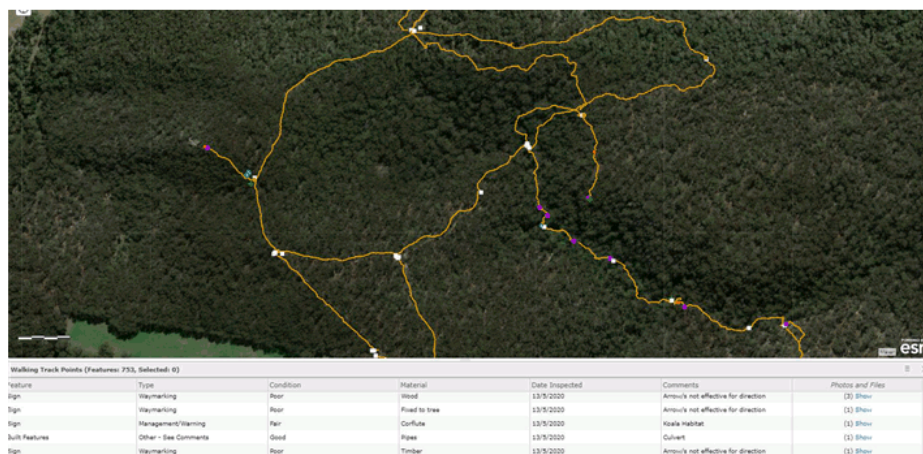 esri
Walking Track Points (Features: 753, Selected: 0)
Feature Type Condition Material Date Inspected Comments Photos and Files
Sign Waymarking Poor Wood 13/5/2020 Arrow/s not effective for direction (3) Show
Sign Waymarking Poor Fixed to tree 13/5/2020 Arrow/s not effective for direction (1) Show
Sign Management/Warning Fair Corflute 13/5/2020 Koala Habitat (1) Show
Built Features Other - See Comments Good Pipes 13/5/2020 Culvert (1) Show
Sign Waymarking Poor Timber 13/5/2020 Arrow/s not effective for direction (1) Show